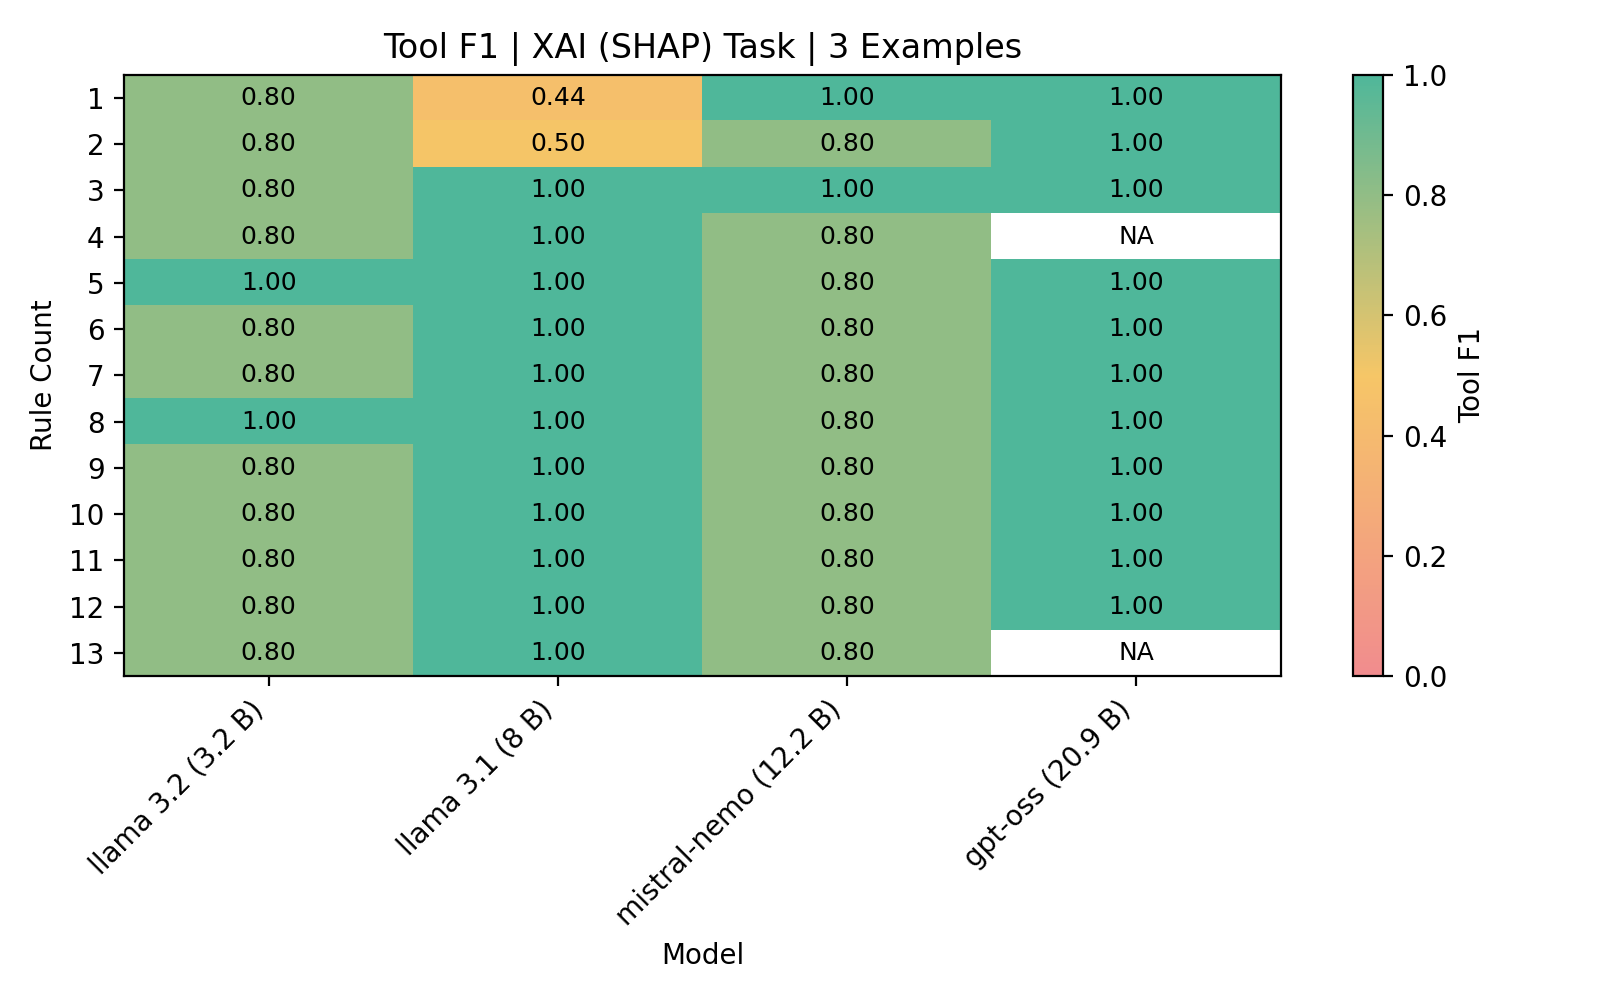 Tool F1 | XAI (SHAP) Task | 3 Examples
1 0.80 0.44 1.00 1.00
2 0.80 0.50 0.80 1.00
3 0.80 1.00 1.00 1.00
4 0.80 1.00 0.80 NA
5 1.00 1.00 0.80 1.00
6 0.80 1.00 0.80 1.00
7 0.80 1.00 0.80 1.00
8 1.00 1.00 0.80 1.00
9 0.80 1.00 0.80 1.00
10 0.80 1.00 0.80 1.00
11 0.80 1.00 0.80 1.00
12 0.80 1.00 0.80 1.00
13 0.80 1.00 0.80 NA
Rule Count
llama 3.2 (3.2 B)
llama 3.1 (8 B)
mistral-nemo (12.2 B)
gpt-oss (20.9 B)
Model
1.0
0.8
0.6
0.4
0.2
0.0
Tool F1